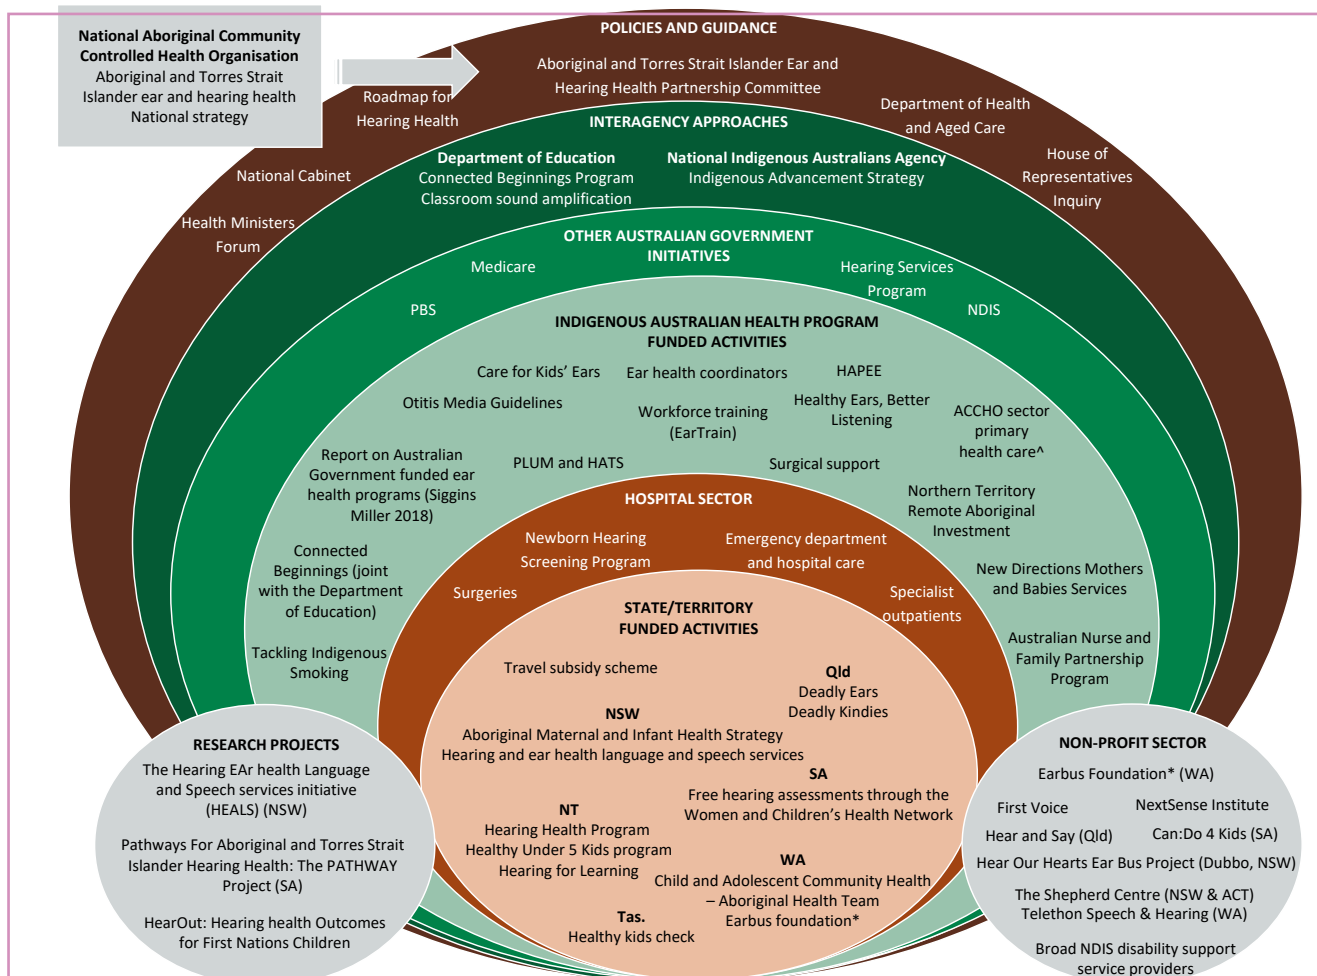 National Aboriginal Community
Controlled Health Organisation
Aboriginal and Torres Strait
Islander ear and hearing health
National strategy
POLICIES AND GUIDANCE
Aboriginal and Torres Strait Islander Ear and
Hearing Health Partnership Committee
Roadmap for
Hearing Health
Department of Health
and Aged Care
National Cabinet
House of
Representatives
Inquiry
Health Ministers
Forum
INTERAGENCY APPROACHES
Department of Education
Connected Beginnings Program
Classroom sound amplification
National Indigenous Australians Agency
Indigenous Advancement Strategy
OTHER AUSTRALIAN GOVERNMENT
INITIATIVES
Medicare
Hearing Services
Program
PBS
NDIS
INDIGENOUS AUSTRALIAN HEALTH PROGRAM
FUNDED ACTIVITIES
Care for Kids’ Ears
Ear health coordinators
HAPEE
Otitis Media Guidelines
Workforce training
(EarTrain)
Healthy Ears, Better
Listening
ACCHO sector
primary
health care^
Report on Australian
Government funded ear
health programs (Siggins
Miller 2018)
PLUM and HATS
Surgical support
Northern Territory
Remote Aboriginal
Investment
Connected
Beginnings (joint
with the Department
of Education)
New Directions Mothers
and Babies Services
Tackling Indigenous
Smoking
Australian Nurse and
Family Partnership
Program
HOSPITAL SECTOR
Newborn Hearing
Screening Program
Emergency department
and hospital care
Surgeries
Specialist
outpatients
STATE/TERRITORY
FUNDED ACTIVITIES
Travel subsidy scheme
Qld
Deadly Ears
Deadly Kindies
NSW
Aboriginal Maternal and Infant Health Strategy
Hearing and ear health language and speech services
SA
Free hearing assessments through the
Women and Children’s Health Network
NT
Hearing Health Program
Healthy Under 5 Kids program
Hearing for Learning
WA
Child and Adolescent Community Health
– Aboriginal Health Team
Earbus foundation*
Tas.
Healthy kids check
RESEARCH PROJECTS
The Hearing EAr health Language
and Speech services initiative
(HEALS) (NSW)
Pathways For Aboriginal and Torres Strait
Islander Hearing Health: The PATHWAY
Project (SA)
HearOut: Hearing health Outcomes
for First Nations Children
NON-PROFIT SECTOR
Earbus Foundation* (WA)
First Voice
NextSense Institute
Hear and Say (Qld)
Can:Do 4 Kids (SA)
Hear Our Hearts Ear Bus Project (Dubbo, NSW)
The Shepherd Centre (NSW & ACT)
Telethon Speech & Hearing (WA)
Broad NDIS disability support
service providers